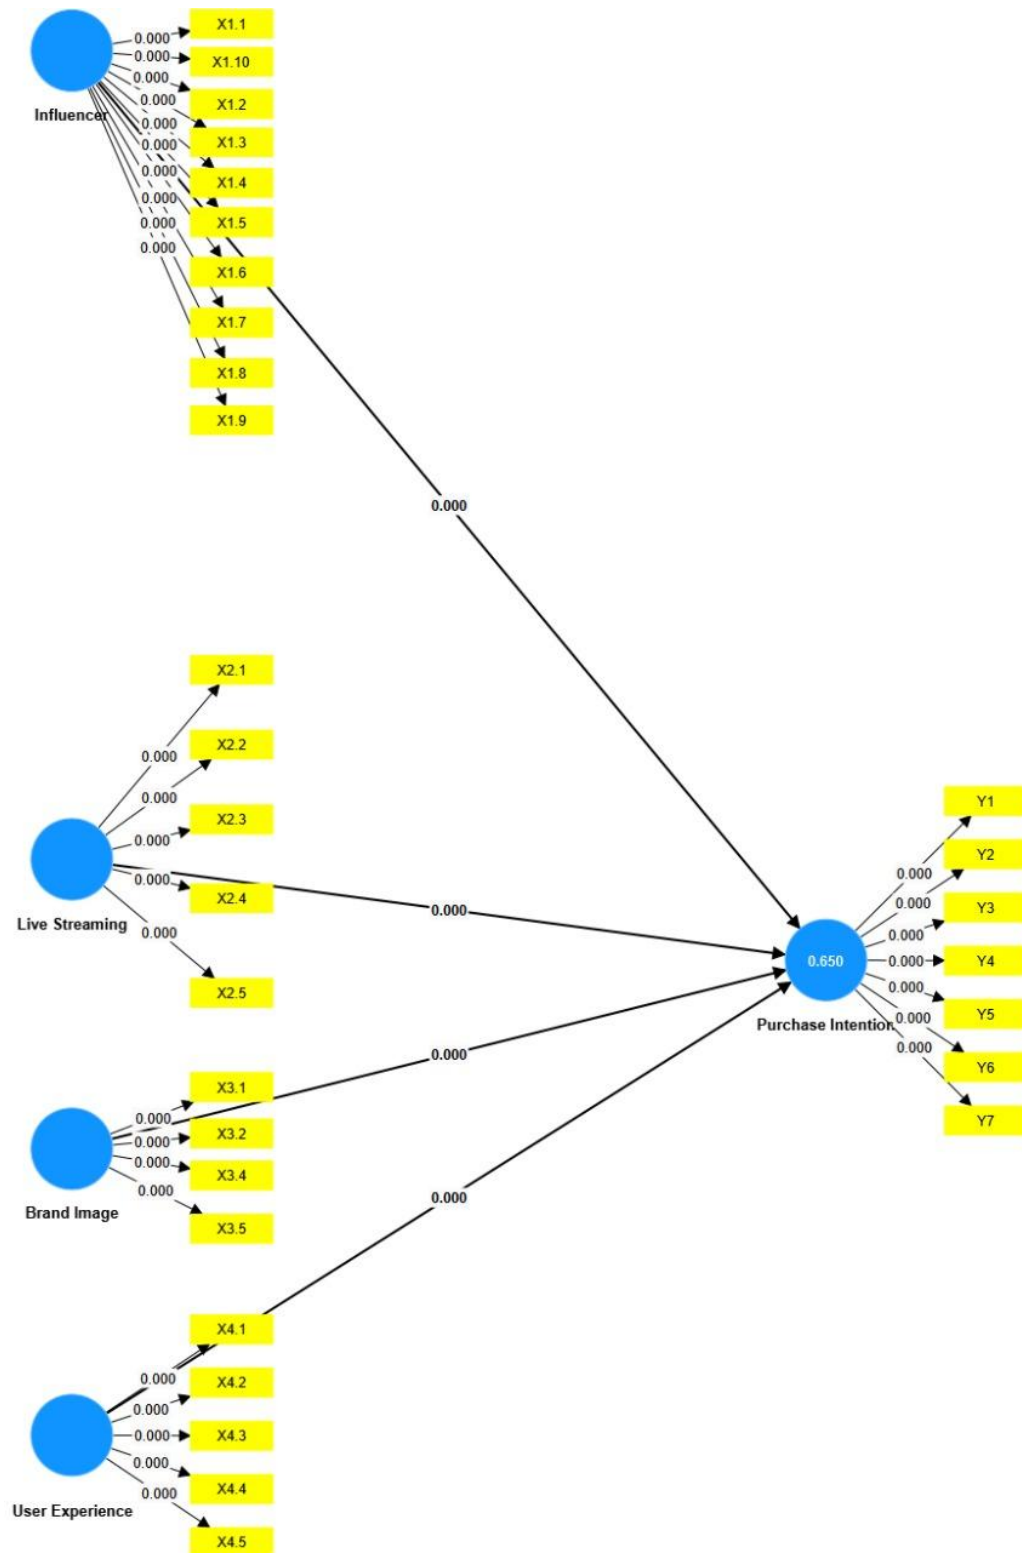 X1.1
0.000
0.000
X1.10
0.000
X1.2
0.000
Influencer
0.000
X1.3
0.000
0.000
X1.4
0.000
X1.5
0.000
0.000
X1.6
X1.7
X1.8
X1.9
0.000
X2.1
X2.2
0.000
0.000
X2.3
0.000
0.000
X2.4
Live Streaming
0.000
X2.5
0.000
0.650
Purchase Intention
Y1
Y2
0.000
0.000
Y3
0.000
0.000
Y4
0.000
Y5
0.000
0.000
Y6
Y7
0.000
X3.1
0.000
X3.2
0.000
0.000
X3.4
0.000
Brand Image
X3.5
0.000
X4.1
0.000
X4.2
0.000
0.000
X4.3
0.000
X4.4
0.000
User Experience
X4.5